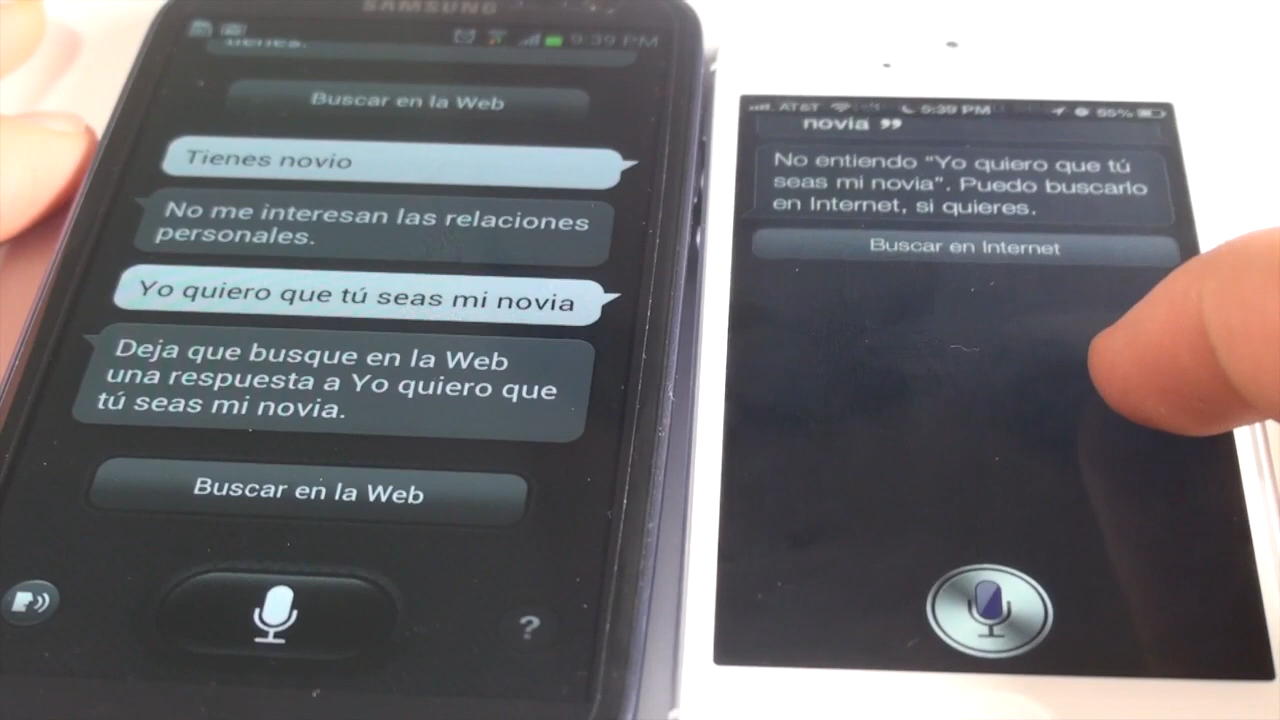 SAMSUNG
9:39 PM
tienes.
Buscar en la Web
Tienes novio
No me interesan las relaciones
personales.
Yo quiero que tú seas mi novia
Deja que busque en la Web
una respuesta a Yo quiero que
tú seas mi novia.
Buscar en la Web
?
AT&T 5:39 PM 55%
novia ”
No entiendo “Yo quiero que tú
seas mi novia”. Puedo buscarlo
en Internet, si quieres.
Buscar en Internet